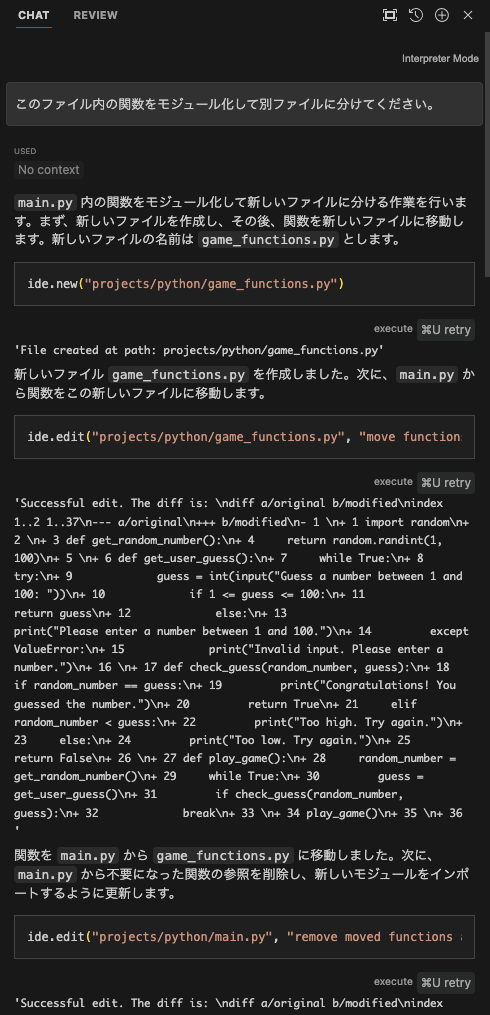 CHAT REVIEW
Interpreter Mode
このファイル内の関数をモジュール化して別ファイルに分けてください。
USED
No context
main.py 内の関数をモジュール化して新しいファイルに分ける作業を行いま
す。まず、新しいファイルを作成し、その後、関数を新しいファイルに移動し
ます。新しいファイルの名前は game_functions.py とします。
ide.new("projects/python/game_functions.py")
execute ⌘U retry
'File created at path: projects/python/game_functions.py'
新しいファイル game_functions.py を作成しました。次に、main.py か
ら関数をこの新しいファイルに移動します。
ide.edit("projects/python/game_functions.py", "move function
execute ⌘U retry
'Successful edit. The diff is: \ndiff a/original b/modified\nindex
1..2 1..37\n--- a/original\n+++ b/modified\n- 1 \n+ 1 import random\n+
2 \n+ 3 def get_random_number():\n+ 4 return random.randint(1,
100)\n+ 5 \n+ 6 def get_user_guess():\n+ 7 while True:\n+ 8
try:\n+ 9 guess = int(input("Guess a number between 1 and
100: "))\n+ 10 if 1 <= guess <= 100:\n+ 11
return guess\n+ 12 else:\n+ 13
print("Please enter a number between 1 and 100.")\n+ 14 except
ValueError:\n+ 15 print("Invalid input. Please enter a
number.")\n+ 16 \n+ 17 def check_guess(random_number, guess):\n+ 18
if random_number == guess:\n+ 19 print("Congratulations! You
guessed the number.")\n+ 20 return True\n+ 21 elif
random_number < guess:\n+ 22 print("Too high. Try again.")\n+
23 else:\n+ 24 print("Too low. Try again.")\n+ 25
return False\n+ 26 \n+ 27 def play_game():\n+ 28 random_number =
get_random_number()\n+ 29 while True:\n+ 30 guess =
get_user_guess()\n+ 31 if check_guess(random_number,
guess):\n+ 32 break\n+ 33 \n+ 34 play_game()\n+ 35 \n+ 36
'
関数を main.py から game_functions.py に移動しました。次に、
main.py から不要になった関数の参照を削除し、新しいモジュールをインポ
ートするように更新します。
ide.edit("projects/python/main.py", "remove moved functions
execute ⌘U retry
'Successful edit. The diff is: \ndiff a/original b/modified\nindex